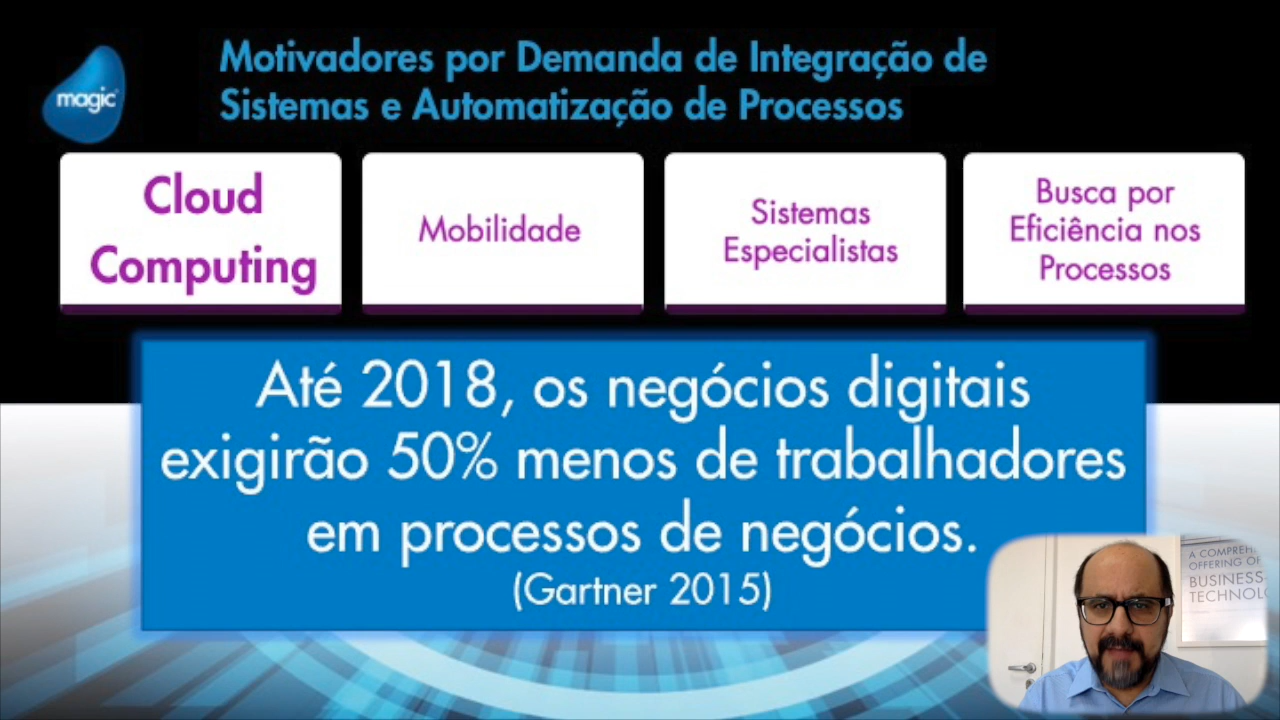 magic
Motivadores por Demanda de Integração de
Sistemas e Automatização de Processos
Cloud
Computing
Mobilidade
Sistemas
Especialistas
Busca por
Eficiência nos
Processos
Até 2018, os negócios digitais
exigirão 50% menos de trabalhadores
em processos de negócios.
(Gartner 2015)
A
OFFERING OF
BUSINESS